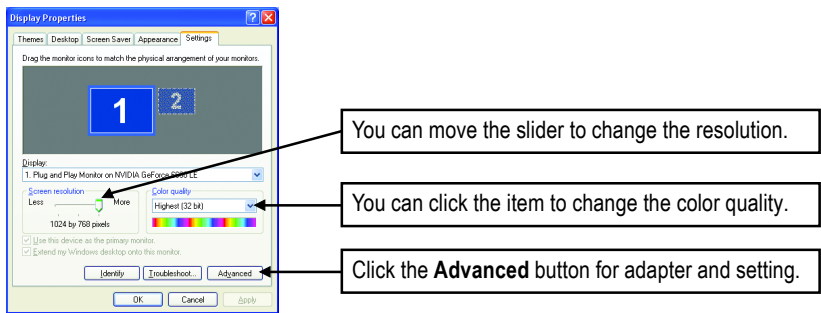 Display Properties
Themes Desktop Screen Saver Appearance Settings
Drag the monitor icons to match the physical arrangement of your monitors.
1 2
Display:
1. Plug and Play Monitor on NVIDIA GeForce LE
Screen resolution
Less More
1024 by 768 pixels
Color quality
Highest (32 bit)
Use this device as the primary monitor.
Extend my Windows desktop onto this monitor.
Identify Troubleshoot... Advanced
OK Cancel Apply
You can move the slider to change the resolution.
You can click the item to change the color quality.
Click the Advanced button for adapter and setting.